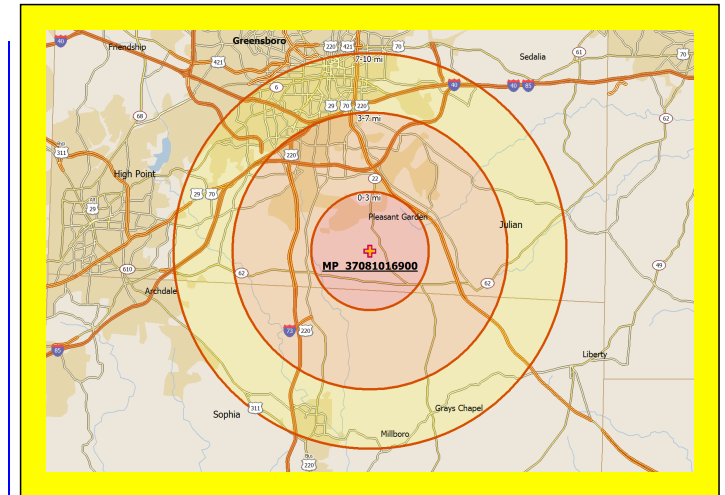 Greensboro
40
Friendship
220 421
70
Sedalia
61
70
421
7-10 mi
6
40
40 85
68
29 70 220
3-7 mi
62
311
220
High Point
22
29 70
29
0-3 mi
Pleasant Garden
Julian
MP_37081016900
49
610
62
62
Archdale
73 220
85
Liberty
311
Grays Chapel
Sophia
Millboro
220